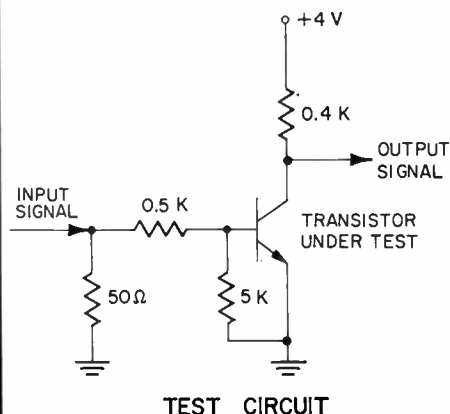 +4 V
0.4 K
OUTPUT
SIGNAL
INPUT
SIGNAL
0.5 K
TRANSISTOR
UNDER TEST
50Ω
5 K
TEST CIRCUIT